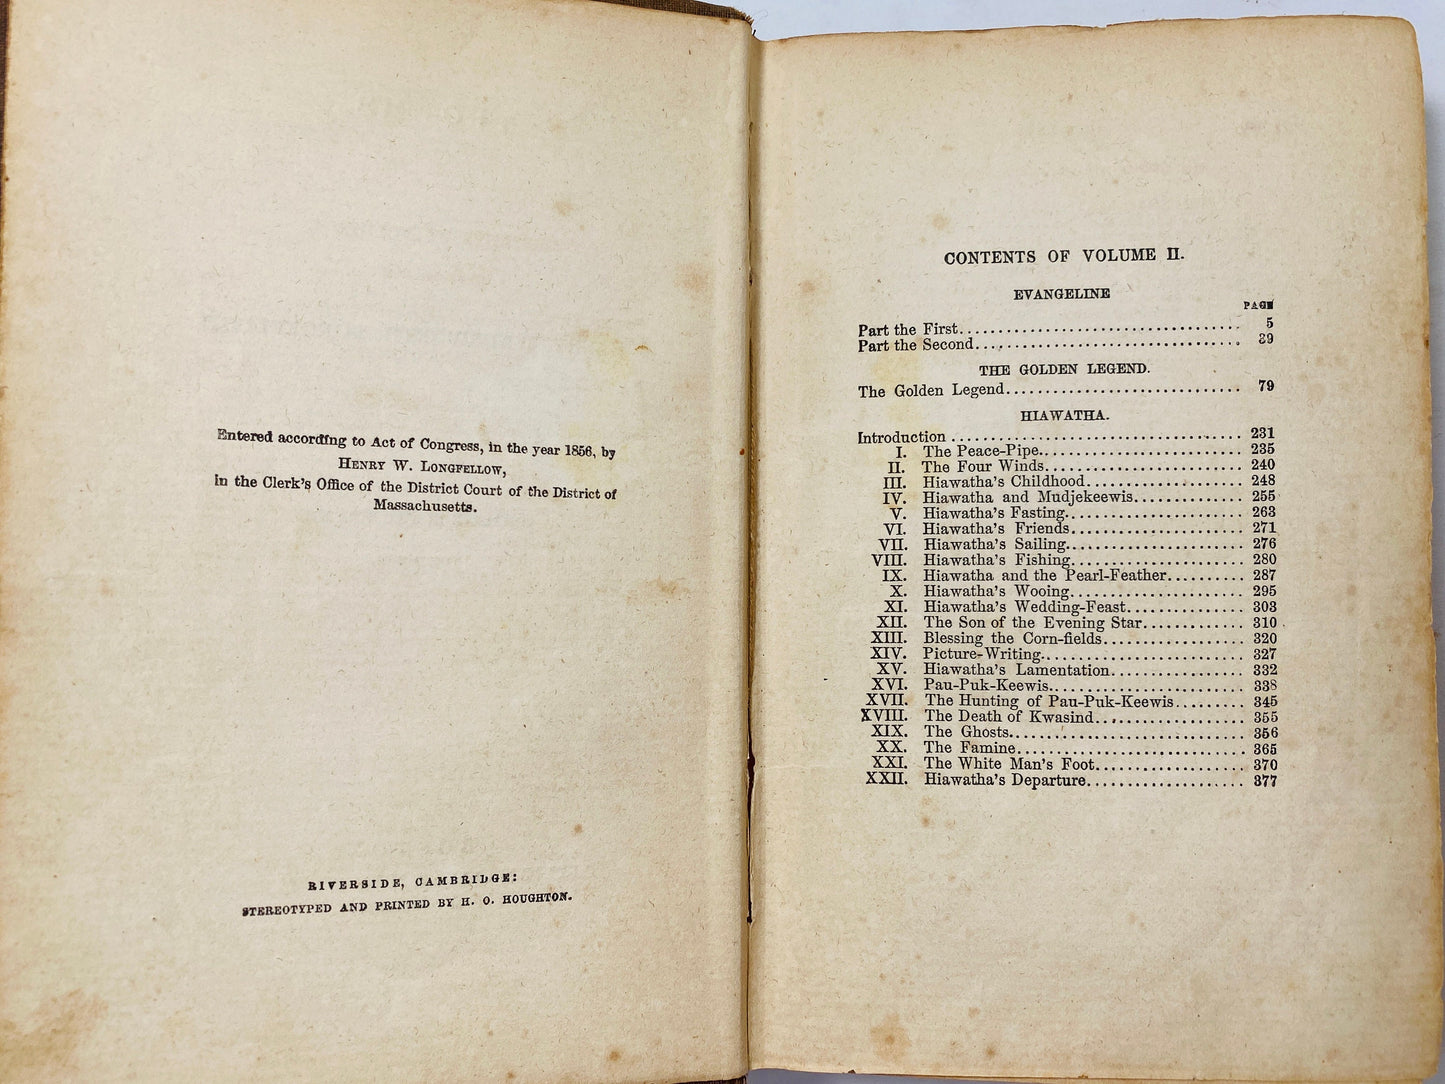 Entered according to Act of Congress, in the year 1856, by
HENRY W. LONGFELLOW,
In the Clerk's Office of the District Court of the District of
Massachusetts.
RIVERSIDE, CAMBRIDGE:
STEREOTYPED AND PRINTED BY H. O. HOUGHTON.
CONTENTS OF VOLUME II.
EVANGELINE
PAGE
Part the First.................................... 5
Part the Second.................................. 39
THE GOLDEN LEGEND.
The Golden Legend.............................. 79
HIAWATHA.
Introduction ..................................... 231
I. The Peace-Pipe......................... 235
II. The Four Winds......................... 240
III. Hiawatha's Childhood.................... 248
IV. Hiawatha and Mudjekeewis.............. 255
V. Hiawatha's Fasting...................... 263
VI. Hiawatha's Friends...................... 271
VII. Hiawatha's Sailing....................... 276
VIII. Hiawatha's Fishing...................... 280
IX. Hiawatha and the Pearl-Feather.......... 287
X. Hiawatha's Wooing...................... 295
XI. Hiawatha's Wedding-Feast............... 303
XII. The Son of the Evening Star............. 310
XIII. Blessing the Corn-fields.................. 320
XIV. Picture-Writing......................... 327
XV. Hiawatha's Lamentation................. 332
XVI. Pau-Puk-Keewis........................ 338
XVII. The Hunting of Pau-Puk-Keewis......... 345
XVIII. The Death of Kwasind................... 355
XIX. The Ghosts............................. 356
XX. The Famine............................. 365
XXI. The White Man's Foot................... 370
XXII. Hiawatha's Departure.................... 377